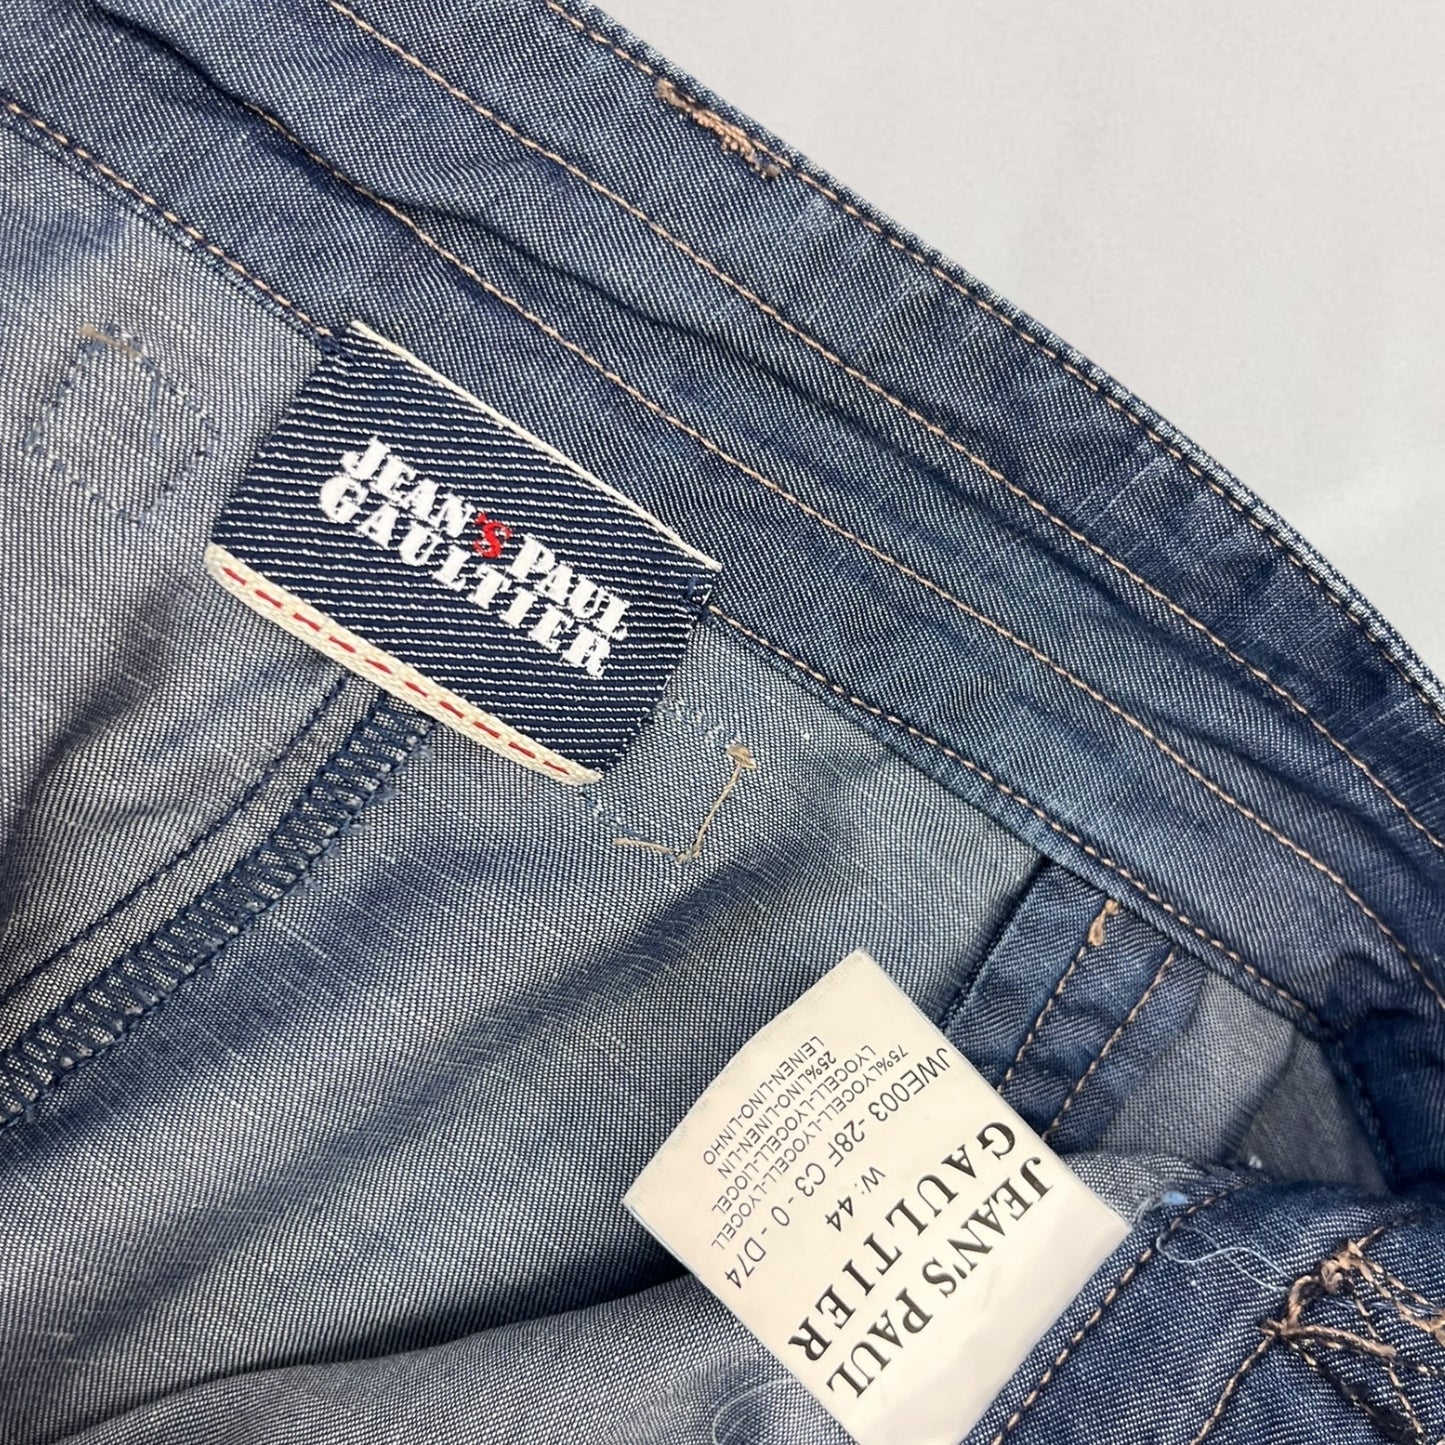 JEAN'S PAUL
GAULTIER
JEAN'S PAUL
GAULTIER
W: 44
JWE003 -28F C3 - 0 - D74
75%LYOCELL-LYOCELL-LYOCELL
LYOCELL-LYOCELL-LIOCEL
25%LINO-LINEN-LIN
LEINEN-LINO-LINHO